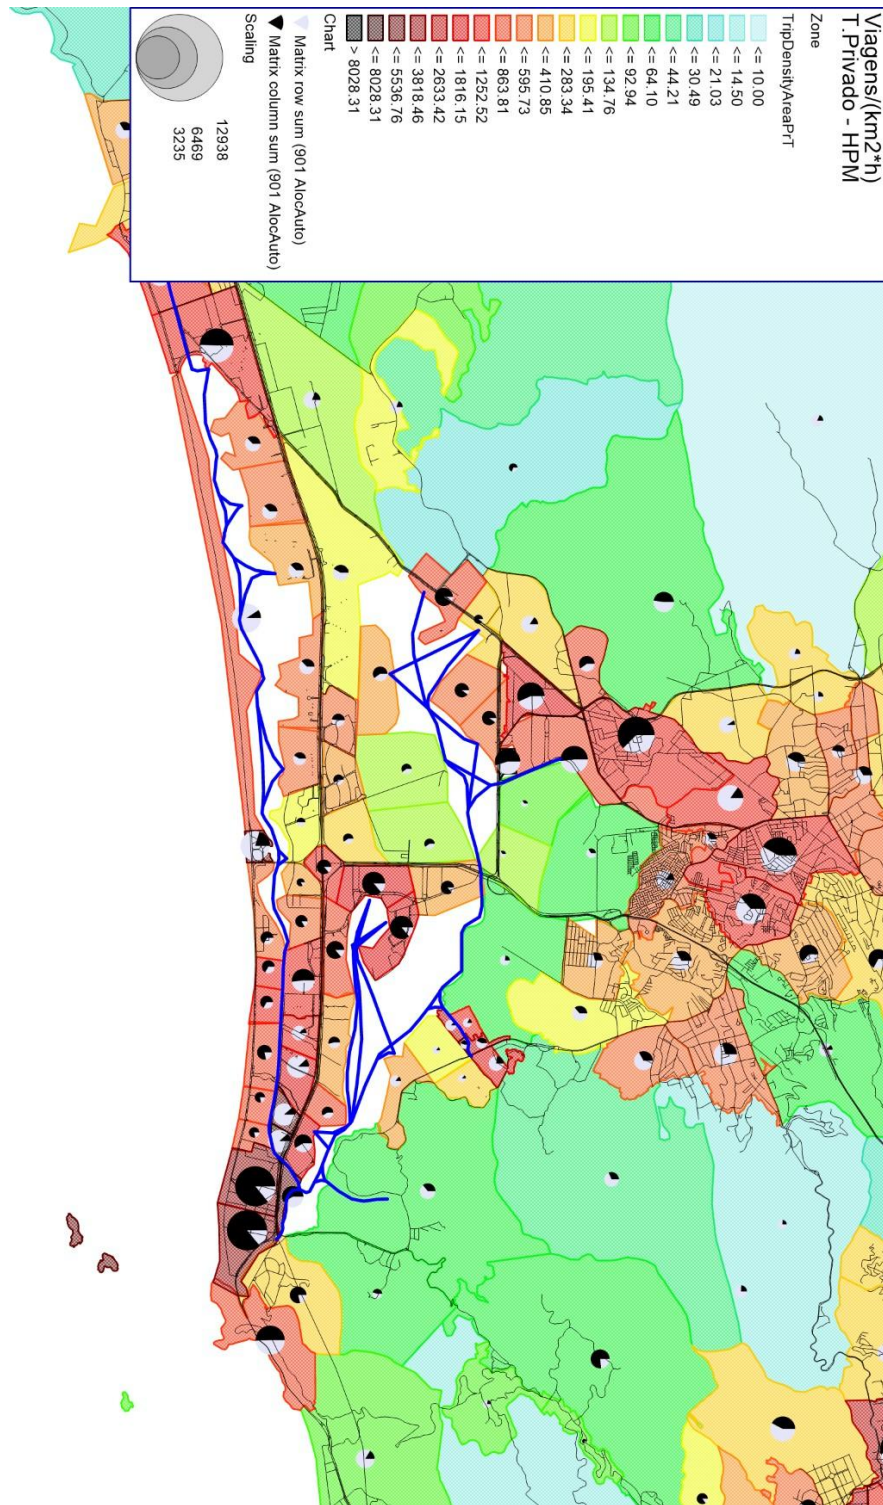 Viagens/(km2*h)
T.Privado - HPM
Zone
TripDensityAreaPrT
<= 10.00
<= 14.50
<= 21.03
<= 30.49
<= 44.21
<= 64.10
<= 92.94
<= 134.76
<= 195.41
<= 283.34
<= 410.85
<= 595.73
<= 863.81
<= 1252.52
<= 1816.15
<= 2633.42
<= 3818.46
<= 5536.76
<= 8028.31
> 8028.31
Chart
Matrix row sum (901 AlocAuto)
Matrix column sum (901 AlocAuto)
Scaling
12938
6469
3235